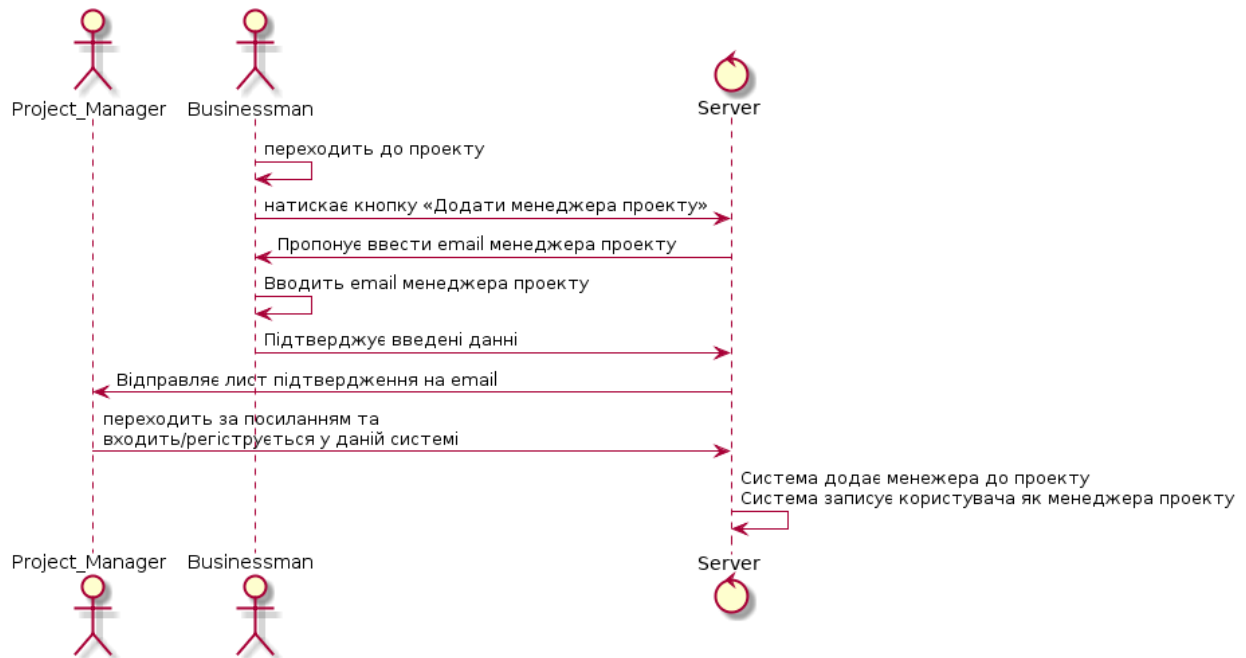 Project_Manager Businessman Server
переходить до проекту
натискає кнопку «Додати менеджера проекту»
Пропонує ввести email менеджера проекту
Вводить email менеджера проекту
Підтверджує введені данні
Відправляє лист підтвердження на email
переходить за посиланням та
входить/регіструється у даній системі
Система додає менежера до проекту
Система записує користувача як менеджера проекту
Project_Manager Businessman Server